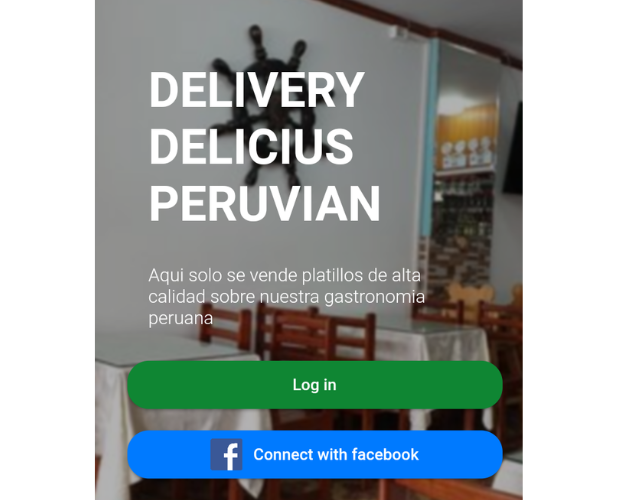 DELIVERY
DELICIUS
PERUVIAN
Aqui solo se vende platillos de alta
calidad sobre nuestra gastronomia
peruana
Log in
f Connect with facebook